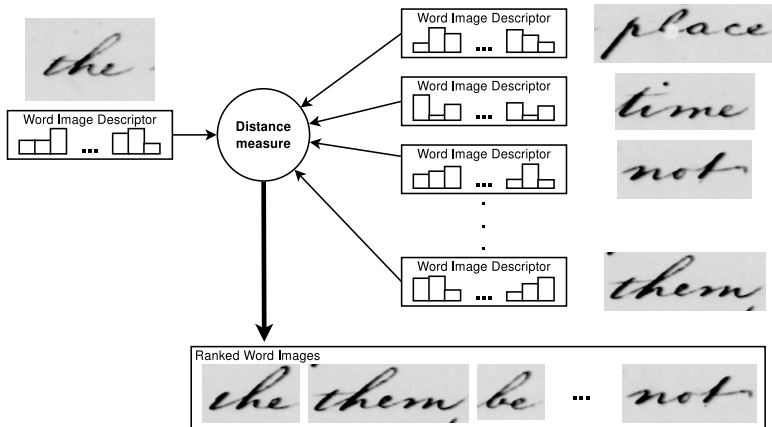 the
Word Image Descriptor
...
Distance
measure
Word Image Descriptor
...
place
Word Image Descriptor
...
time
Word Image Descriptor
...
not
Word Image Descriptor
...
them,
Ranked Word Images
the them, be ... not